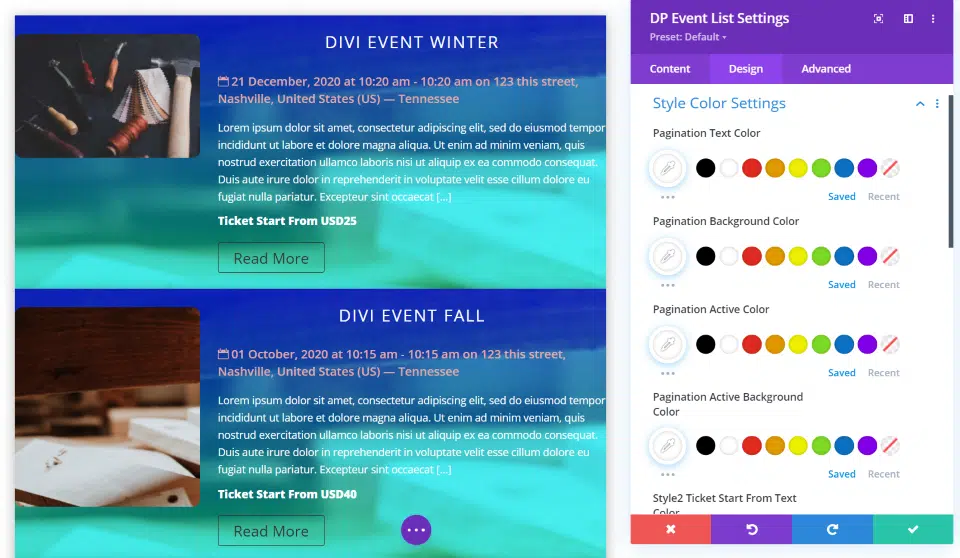 DIVI EVENT WINTER
21 December, 2020 at 10:20 am - 10:20 am on 123 this street,
Nashville, United States (US) — Tennessee
Lorem ipsum dolor sit amet, consectetur adipiscing elit, sed do eiusmod tempor
incididunt ut labore et dolore magna aliqua. Ut enim ad minim veniam, quis
nostrud exercitation ullamco laboris nisi ut aliquip ex ea commodo consequat.
Duis aute irure dolor in reprehenderit in voluptate velit esse cillum dolore eu
fugiat nulla pariatur. Excepteur sint occaecat [...]
Ticket Start From USD25
Read More
DIVI EVENT FALL
01 October, 2020 at 10:15 am - 10:15 am on 123 this street,
Nashville, United States (US) — Tennessee
Lorem ipsum dolor sit amet, consectetur adipiscing elit, sed do eiusmod tempor
incididunt ut labore et dolore magna aliqua. Ut enim ad minim veniam, quis
nostrud exercitation ullamco laboris nisi ut aliquip ex ea commodo consequat.
Duis aute irure dolor in reprehenderit in voluptate velit esse cillum dolore eu
fugiat nulla pariatur. Excepteur sint occaecat [...]
Ticket Start From USD40
Read More
DP Event List Settings
Preset: Default
Content Design Advanced
Style Color Settings
Pagination Text Color
Saved Recent
Pagination Background Color
Saved Recent
Pagination Active Color
Saved Recent
Pagination Active Background
Color
Saved Recent
Style2 Ticket Start From Text
Color